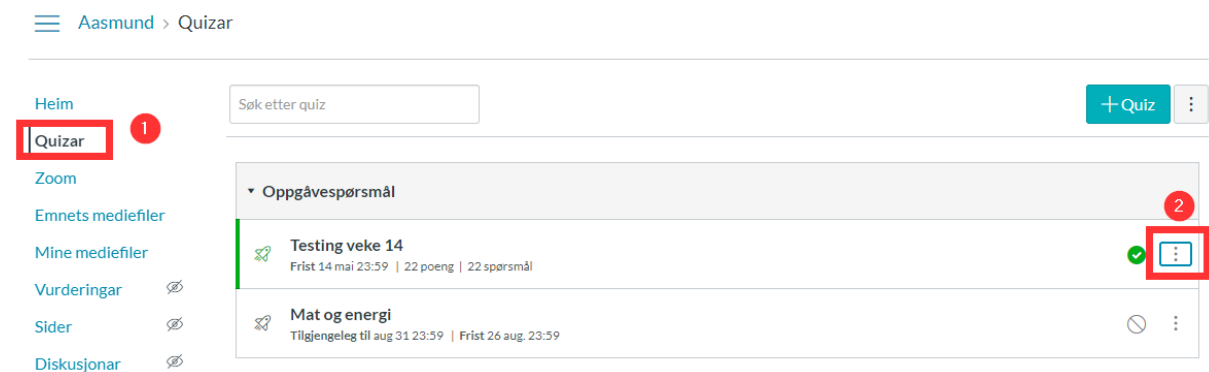 Aasmund > Quizar
Heim
Quizar
1
Zoom
Emnets mediefiler
Mine mediefiler
Vurderingar
Sider
Diskusjonar
Søk etter quiz
+ Quiz
Oppgåvespørsmål
2
Testing veke 14
Frist 14 mai 23:59 | 22 poeng | 22 spørsmål
Mat og energi
Tilgjengeleg til aug 31 23:59 | Frist 26 aug. 23:59